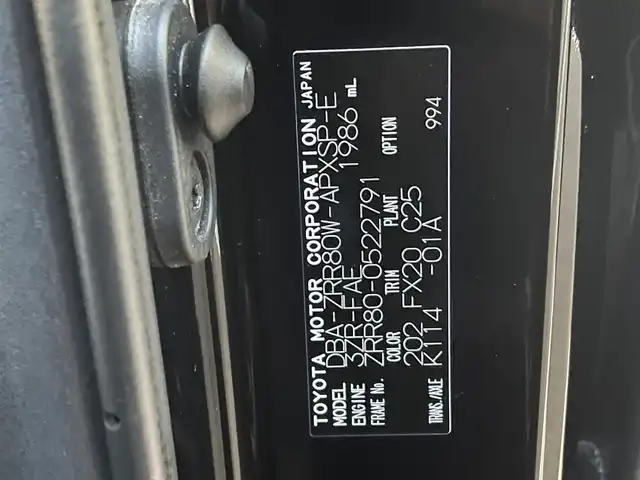 TOYOTA MOTOR CORPORATION JAPAN
MODEL DBA-ZRR80W-APXSP-E
ENGINE 3ZR-FAE 1986 mL
FRAME No. ZRR80-0522791
COLOR TRIM PLANT OPTION
202 FX20 C25 994
TRANS./AXLE K114 -01A